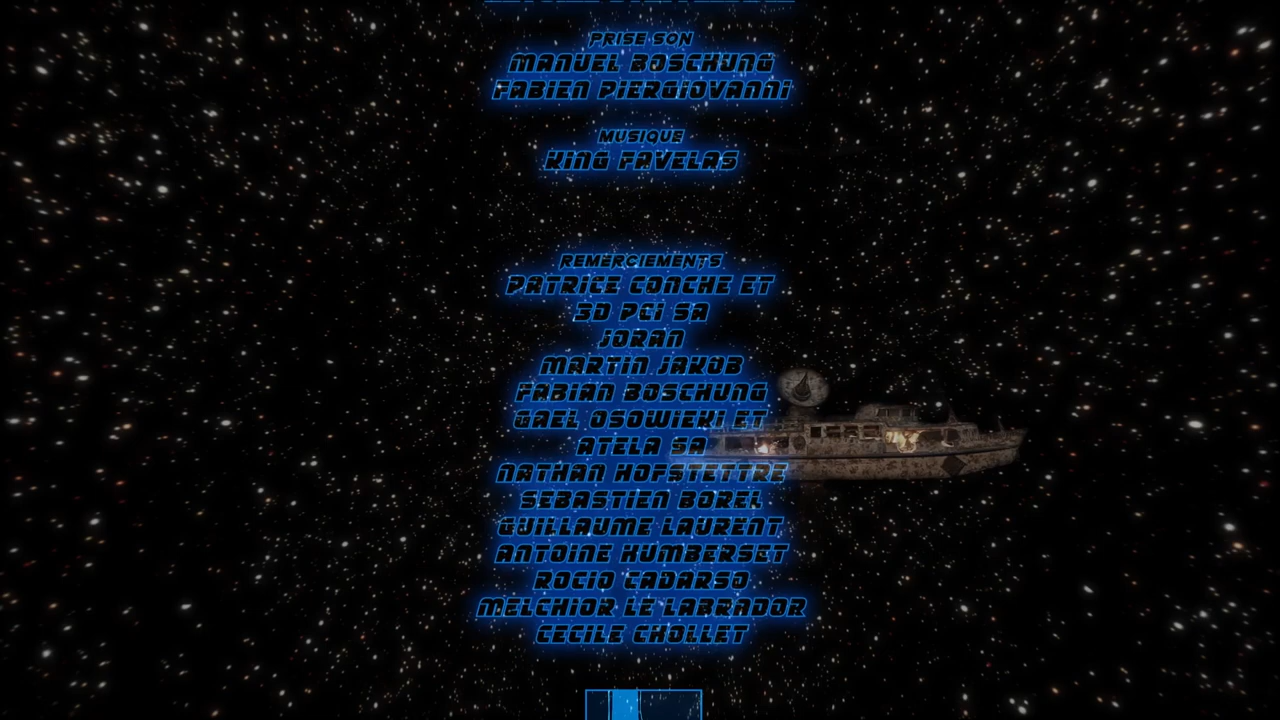 PRISE SON
MANUEL BOSCHUNG
FABIEN PIERGIOVANNI
MUSIQUE
KING FAVELAS
REMERCIEMENTS
PATRICE CONCHE ET
3D PCI SA
JORAN
MARTIN JAKOB
FABIAN BOSCHUNG
GAEL OSOWIEKI ET
ATELA SA
NATHAN HOFSTETTRE
SEBASTIEN BOREL
GUILLAUME LAURENT
ANTOINE HUMBERSET
ROCIO CADARSO
MELCHIOR LE LABRADOR
CECILE CHOLLET